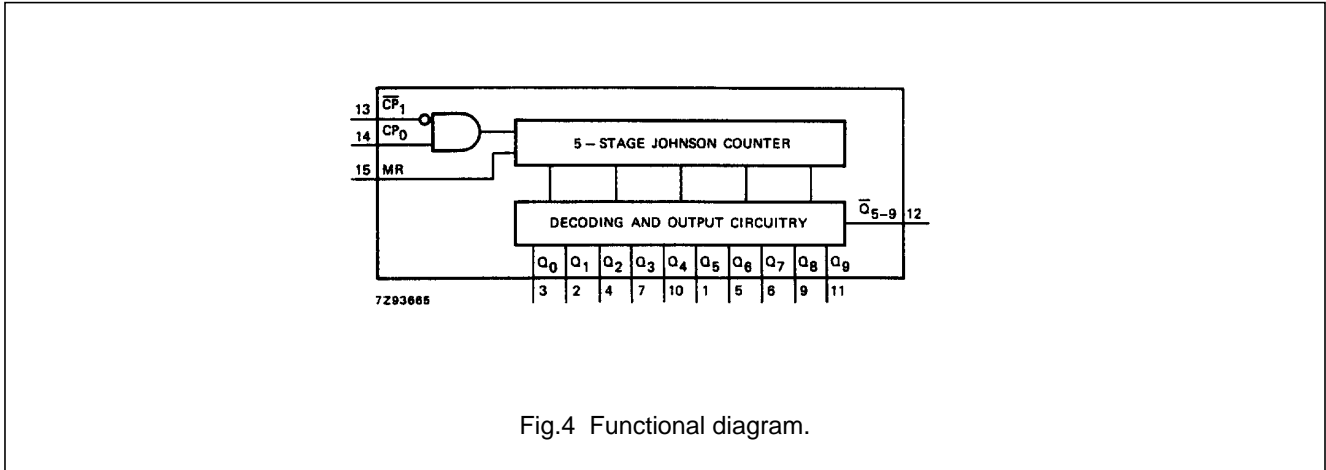 13 C̅P̅1
14 CP0
15 MR
5 – STAGE JOHNSON COUNTER
DECODING AND OUTPUT CIRCUITRY
Q̅5–9 12
Q0 Q1 Q2 Q3 Q4 Q5 Q6 Q7 Q8 Q9
3 2 4 7 10 1 5 6 9 11
7Z93665
Fig.4 Functional diagram.